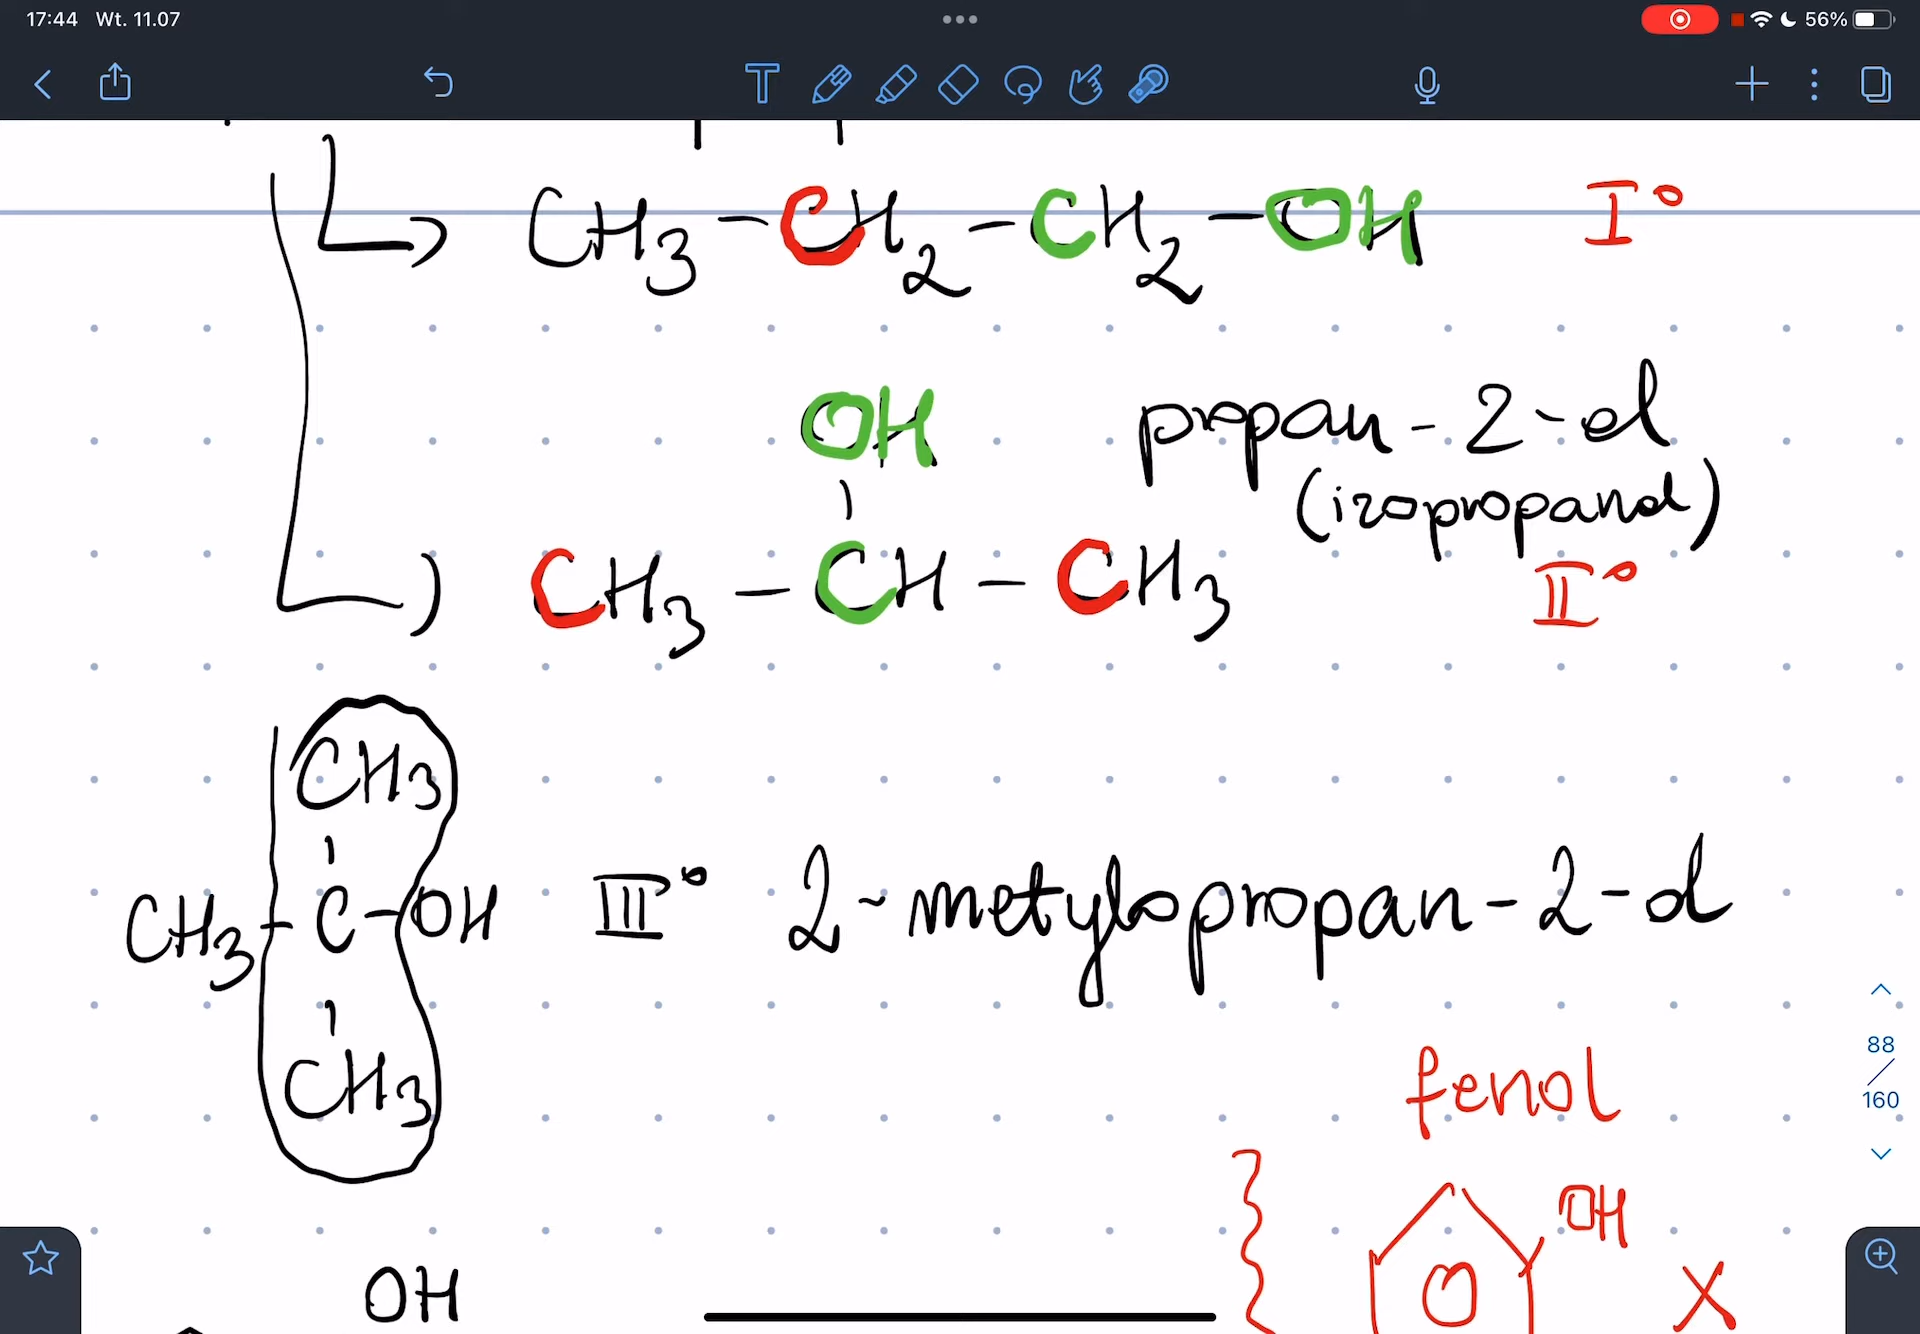 17:44 Wt. 11.07 56%
CH3 - CH2 - CH2 - OH I°
OH
propan-2-ol
(izopropanol)
CH3 - CH - CH3
II°
CH3
CH3 - C - OH III° 2-metylopropan-2-ol
CH3
88
/
160
fenol
OH
O X
OH